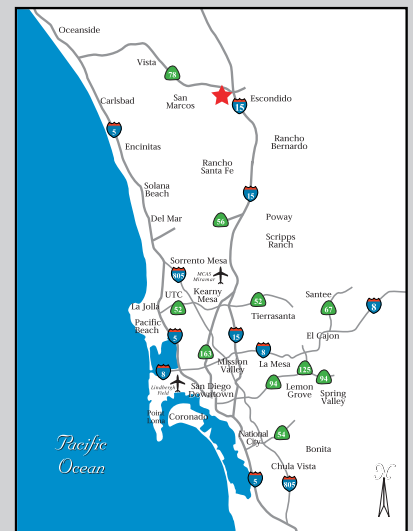 Oceanside
Vista
78
Carlsbad
San
Marcos
15
Escondido
5
Encinitas
Rancho
Bernardo
Rancho
Santa Fe
Solana
Beach
15
Del Mar
56
Poway
Scripps
Ranch
Sorrento Mesa
805
MCAS
Miramar
UTC
Kearny
Mesa
52
Santee
La Jolla
52
Tierrasanta
67
8
Pacific
Beach
5
15
El Cajon
163
8
Mission
Valley
La Mesa
125
8
Lindbergh
Field
San Diego
Downtown
94
94
Lemon
Grove
Spring
Valley
Point
Loma
Coronado
National
City
54
Bonita
Pacific
Ocean
Chula Vista
5
805
N